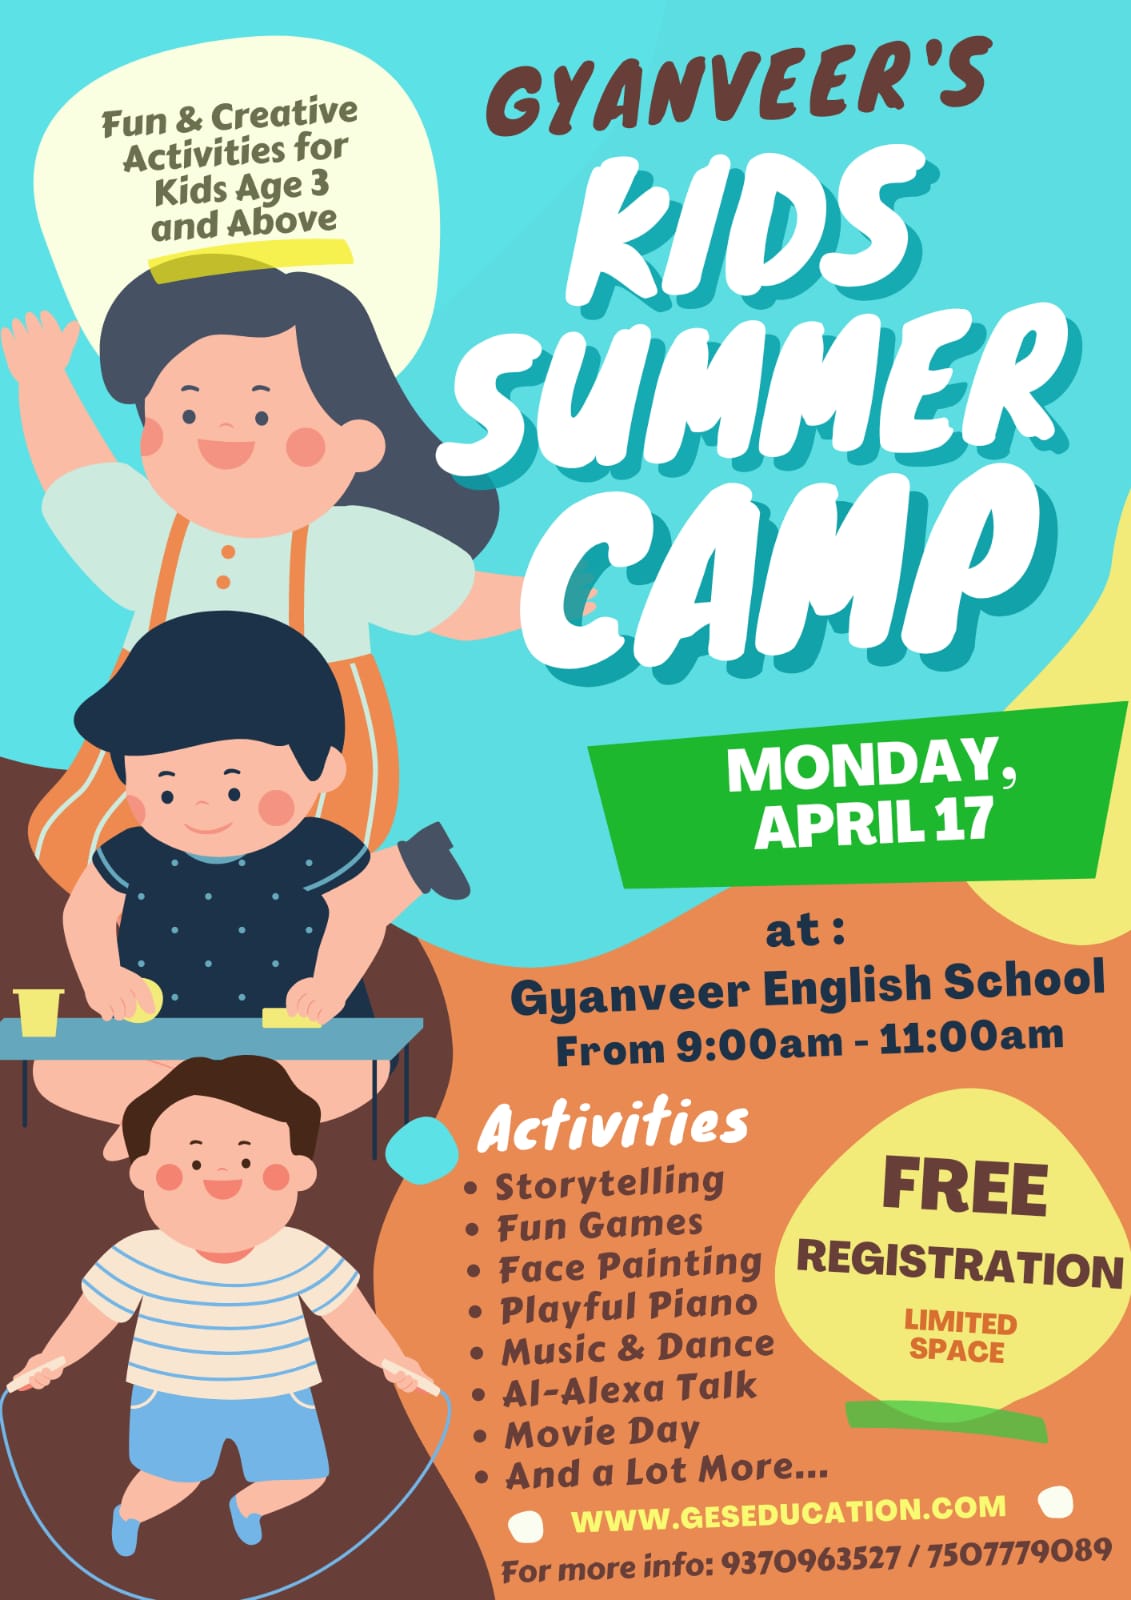 Fun & Creative
Activities for
Kids Age 3
and Above
GYANVEER'S
KIDS
SUMMER
CAMP
MONDAY,
APRIL 17
at :
Gyanveer English School
From 9:00am - 11:00am
Activities
• Storytelling
• Fun Games
• Face Painting
• Playful Piano
• Music & Dance
• AI-Alexa Talk
• Movie Day
• And a Lot More...
FREE
REGISTRATION
LIMITED
SPACE
WWW.GESEDUCATION.COM
For more info: 9370963527 / 7507779089